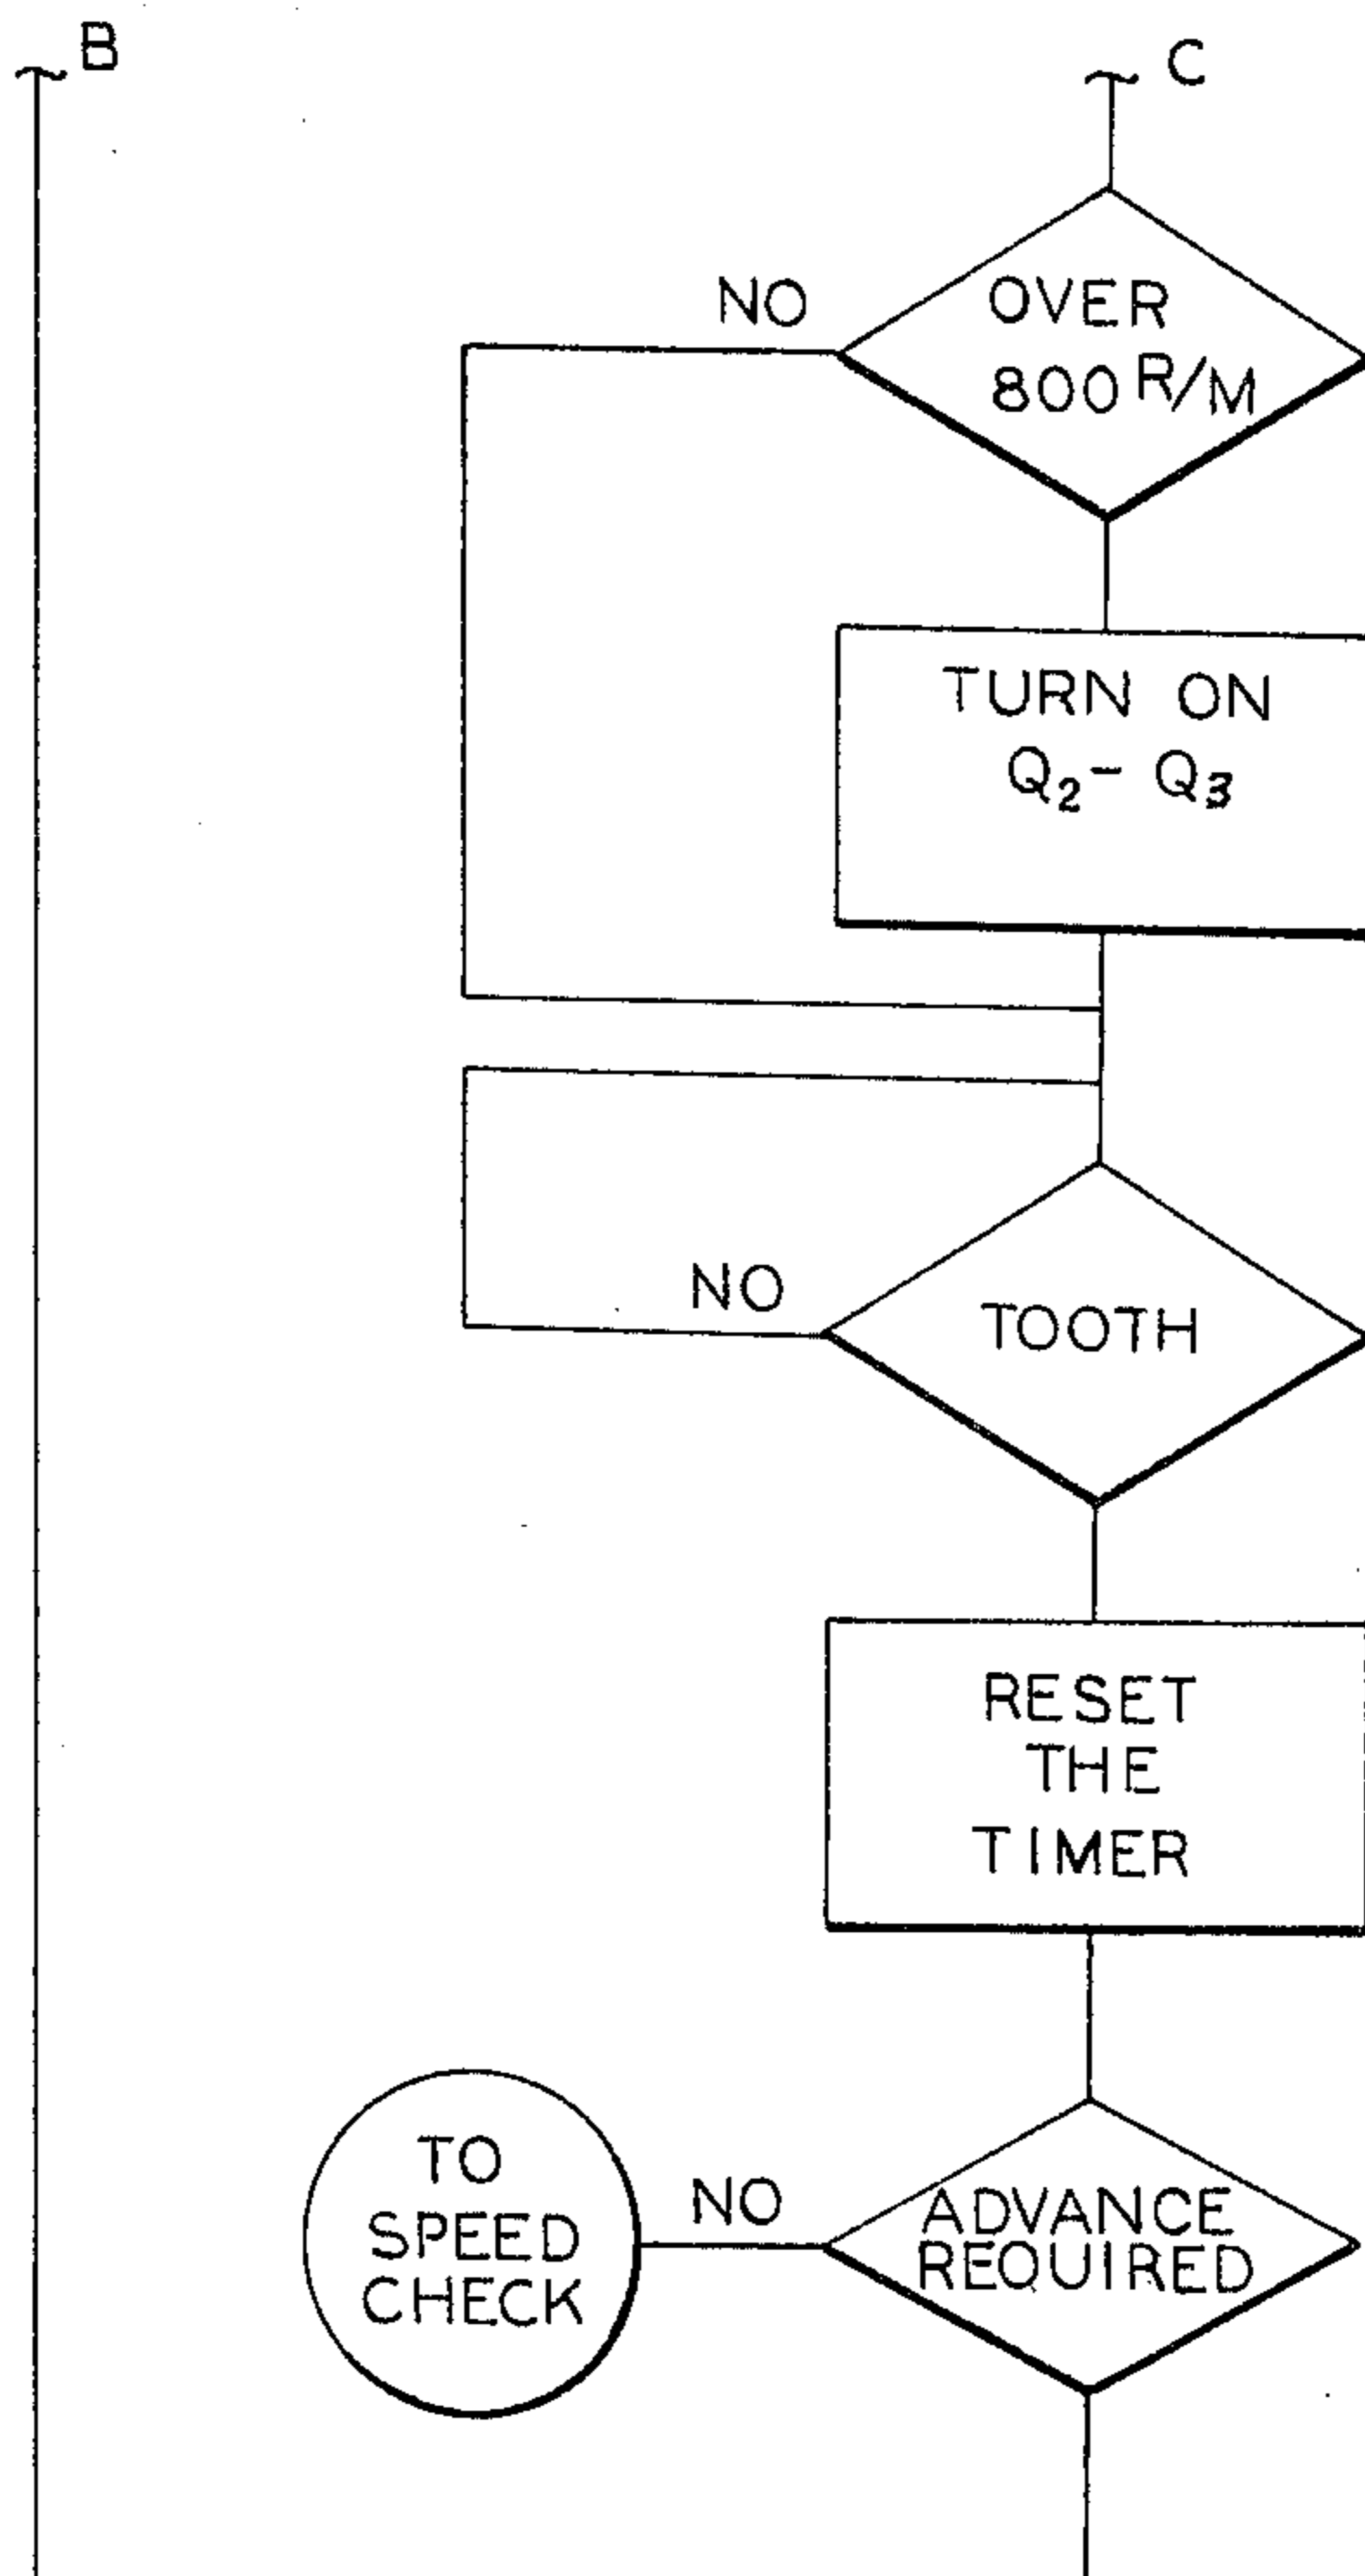 B
C
NO
OVER
800 R/M
TURN ON
Q2- Q3
NO
TOOTH
RESET
THE
TIMER
TO
SPEED
CHECK
NO
ADVANCE
REQUIRED